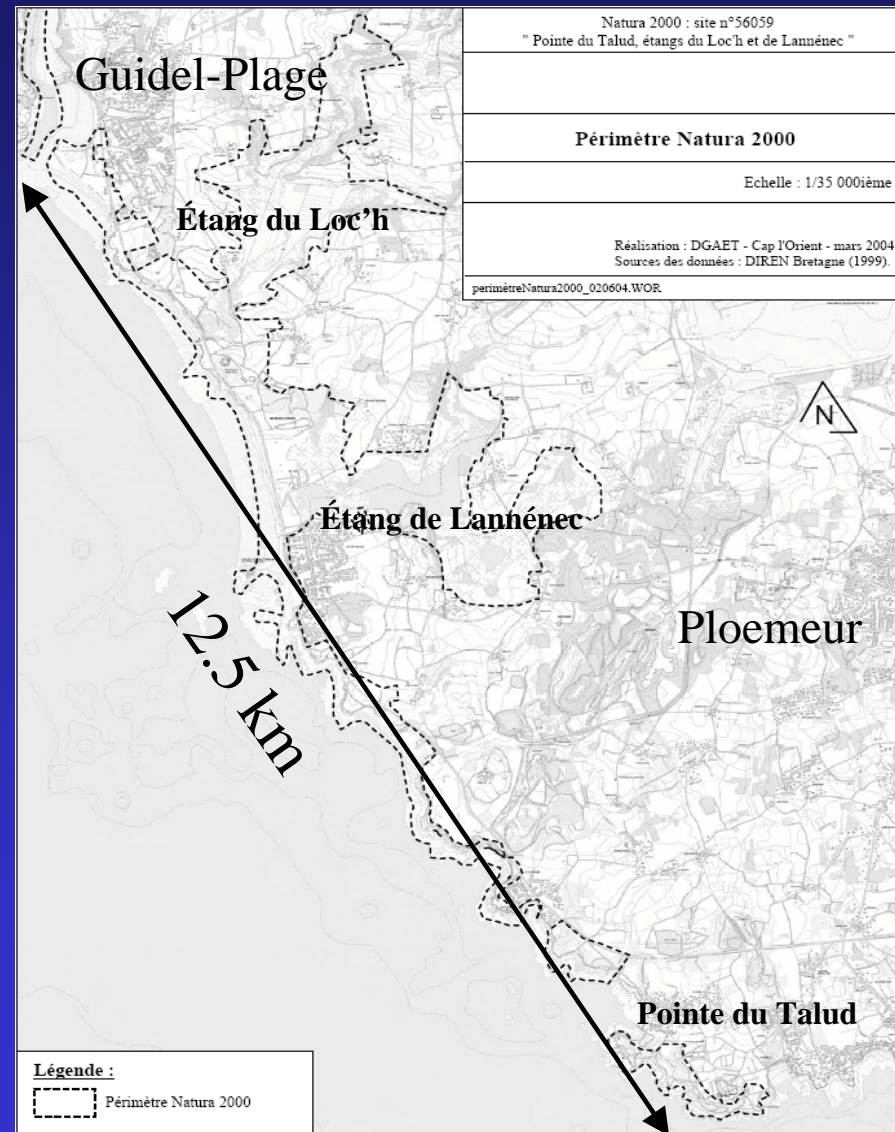 Natura 2000 : site n°56059
" Pointe du Talud, étangs du Loc'h et de Lannénec "
Périmètre Natura 2000
Echelle : 1/35 000ième
Réalisation : DGAET - Cap l'Orient - mars 2004
Sources des données : DIREN Bretagne (1999).
perimètreNatura2000_020604.WOR
Guidel-Plage
Étang du Loc’h
N
Étang de Lannénec
12.5 km
Ploemeur
Pointe du Talud
Légende :
Périmètre Natura 2000